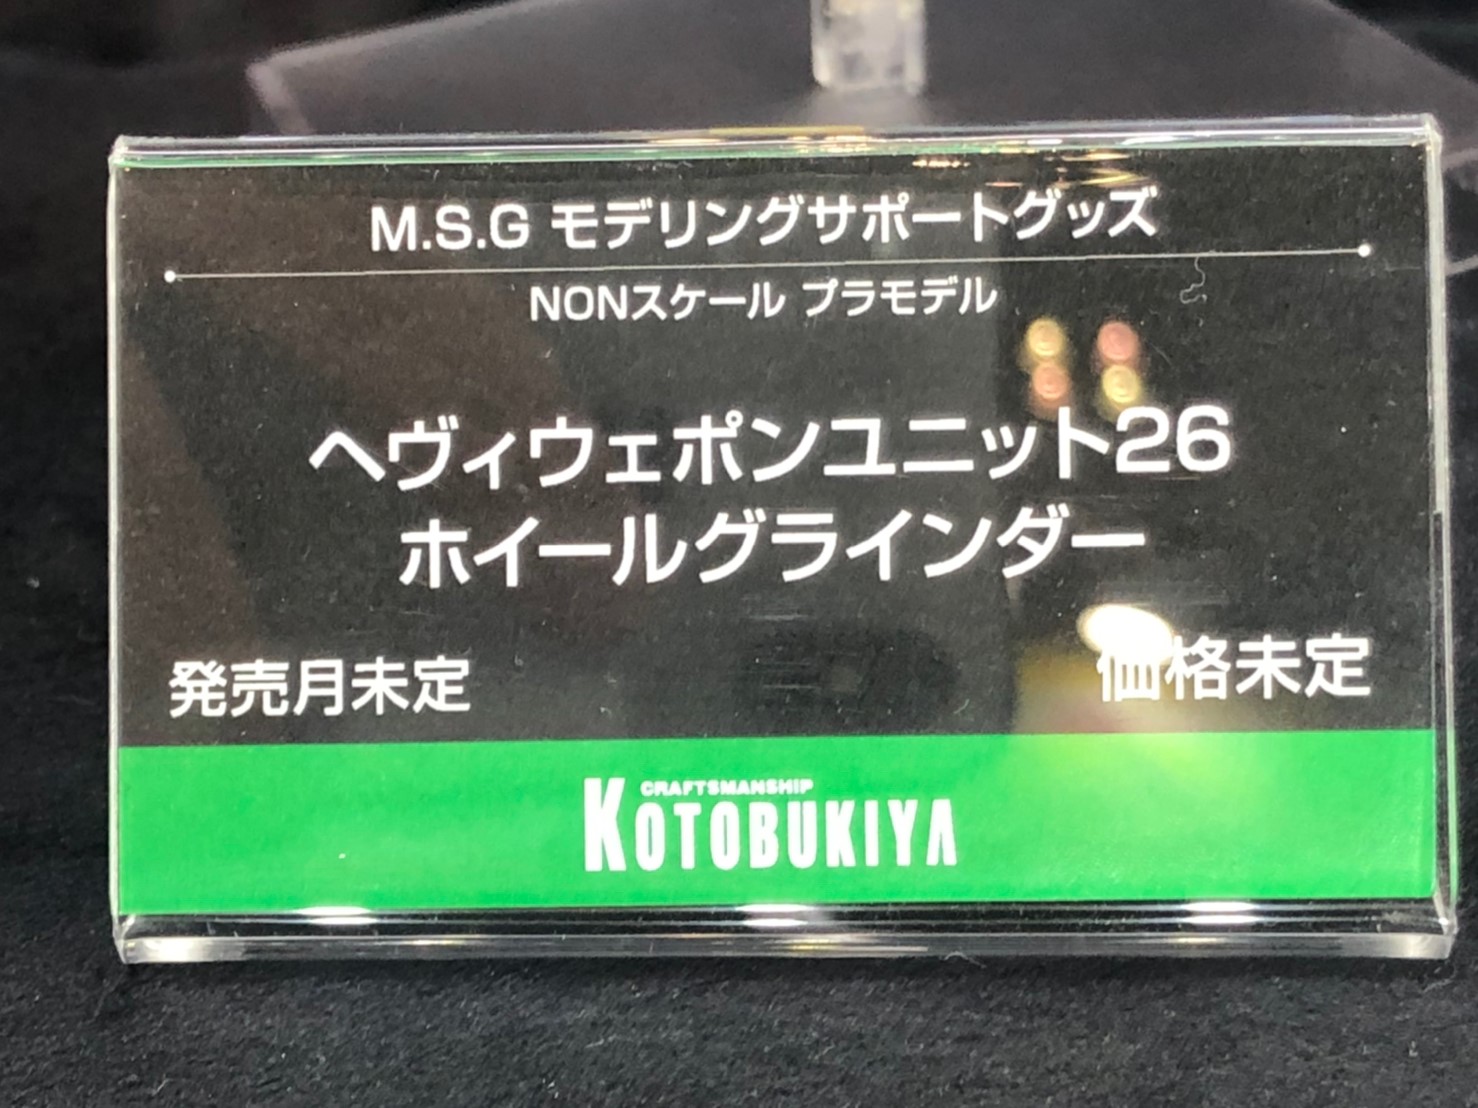 M.S.G モデリングサポートグッズ
NONスケール プラモデル
ヘヴィウェポンユニット26
ホイールグラインダー
発売月未定
価格未定
CRAFTSMANSHIP
KOTOBUKIYA